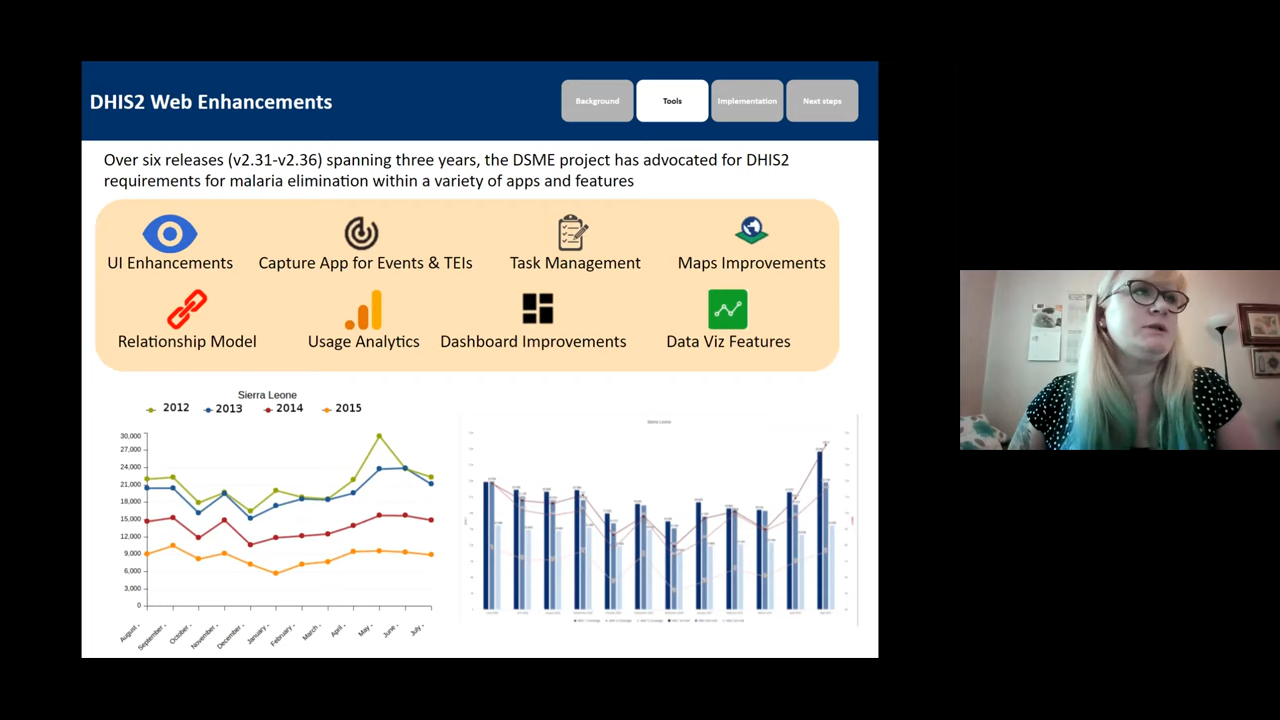 DHIS2 Web Enhancements
Background
Tools
Implementation
Next steps
Over six releases (v2.31-v2.36) spanning three years, the DSME project has advocated for DHIS2
requirements for malaria elimination within a variety of apps and features
UI Enhancements
Capture App for Events & TEIs
Task Management
Maps Improvements
Relationship Model
Usage Analytics
Dashboard Improvements
Data Viz Features
Sierra Leone
2012 2013 2014 2015
30,000
27,000
24,000
21,000
18,000
15,000
12,000
9,000
6,000
3,000
0
August -
September -
October -
November -
December -
January -
February -
March -
April -
May -
June -
July -
Sierra Leone